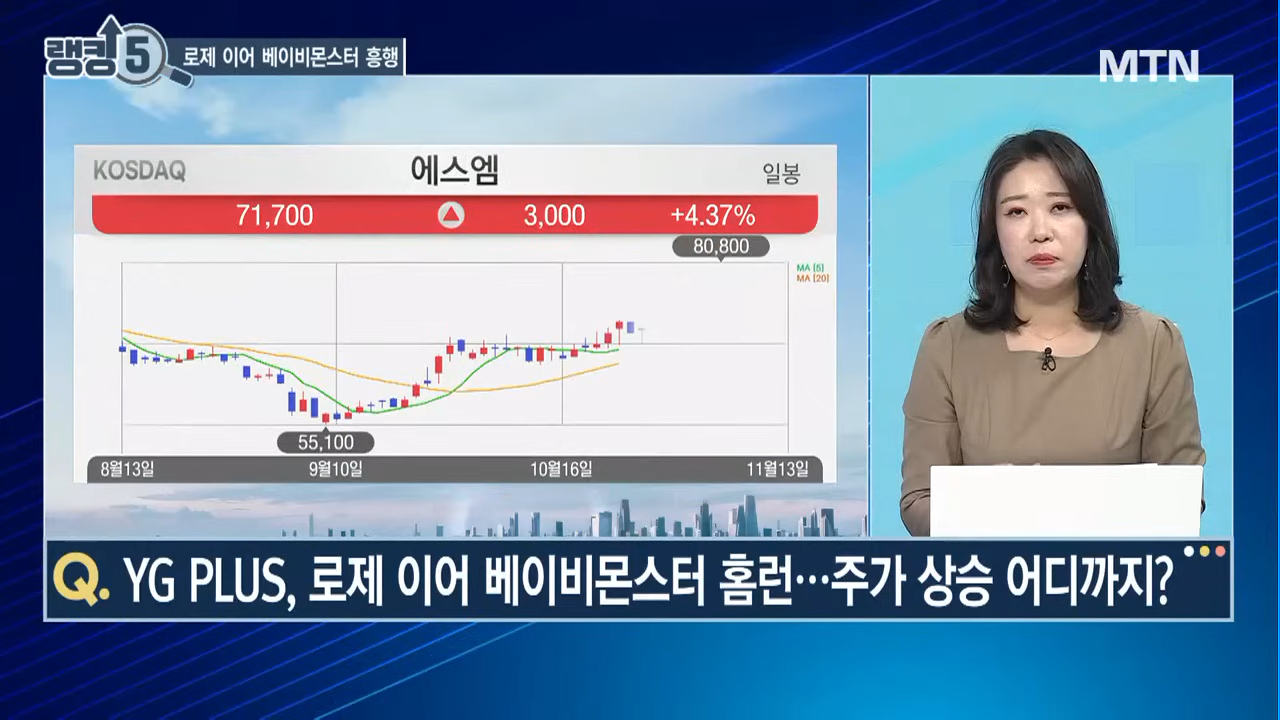 랭킹5
로제 이어 베이비몬스터 흥행
MTN
KOSDAQ 에스엠 일봉
71,700 ▲ 3,000 +4.37%
80,800
MA [5]
MA [20]
55,100
8월13일 9월10일 10월16일 11월13일
Q. YG PLUS, 로제 이어 베이비몬스터 홈런…주가 상승 어디까지?